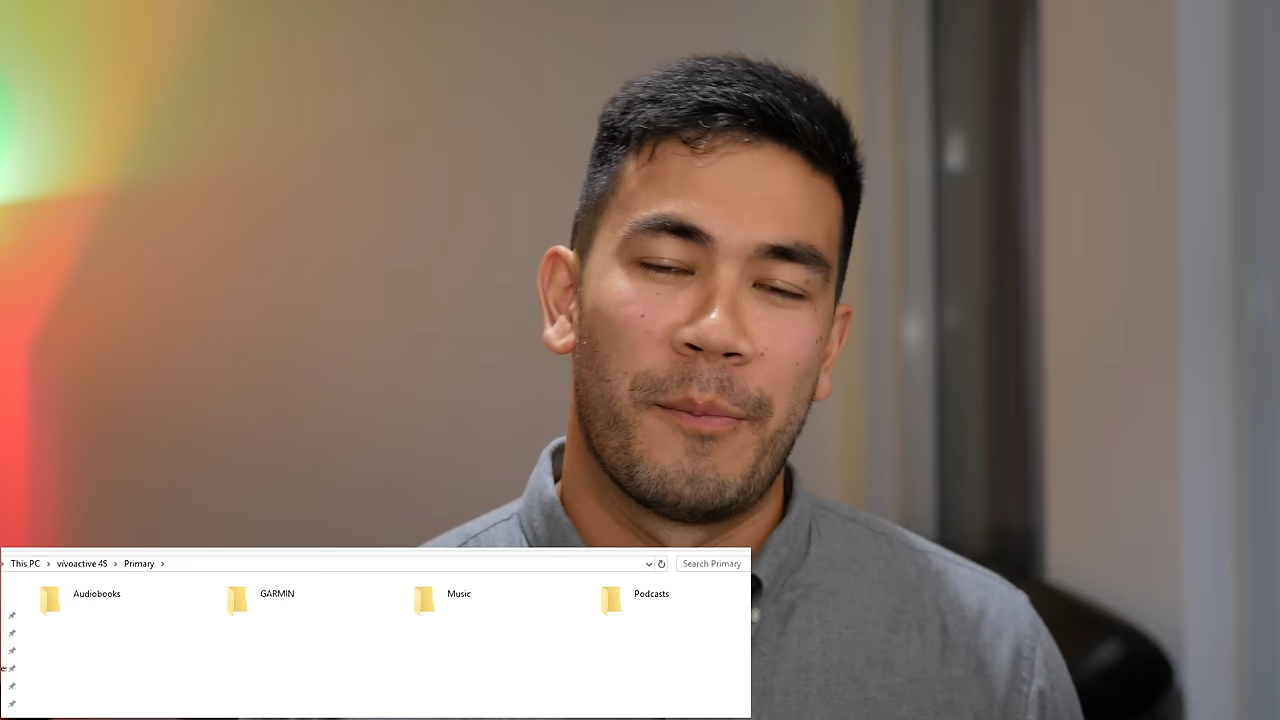 This PC › vívoactive 4S › Primary ›
Search Primary
Audiobooks
GARMIN
Music
Podcasts